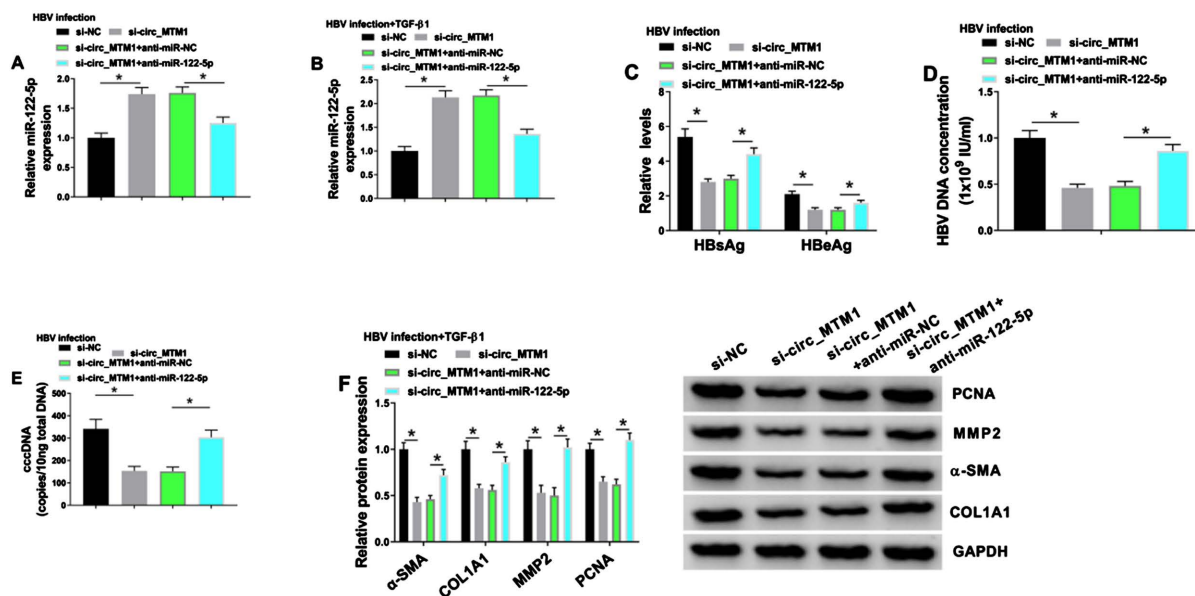 A
HBV infection
si-NC si-circ_MTM1
si-circ_MTM1+anti-miR-NC
si-circ_MTM1+anti-miR-122-5p
Relative miR-122-5p
expression
2.0
1.5
1.0
0.5
0.0
*
*
B
HBV infection+TGF-β1
si-NC
si-circ_MTM1
si-circ_MTM1+anti-miR-NC
si-circ_MTM1+anti-miR-122-5p
Relative miR-122-5p
expression
2.5
2.0
1.5
1.0
0.5
0.0
*
*
C
HBV infection
si-NC si-circ_MTM1
si-circ_MTM1+anti-miR-NC
si-circ_MTM1+anti-miR-122-5p
Relative levels
6
4
2
0
*
*
*
*
HBsAg HBeAg
D
HBV infection
si-NC si-circ_MTM1
si-circ_MTM1+anti-miR-NC
si-circ_MTM1+anti-miR-122-5p
HBV DNA concentration
(1x10⁹ IU/ml)
1.5
1.0
0.5
0.0
*
*
E
HBV infection
si-NC
si-circ_MTM1
si-circ_MTM1+anti-miR-NC
si-circ_MTM1+anti-miR-122-5p
cccDNA
(copies/10ng total DNA)
500
400
300
200
100
0
*
*
F
HBV infection+TGF-β1
si-NC si-circ_MTM1
si-circ_MTM1+anti-miR-NC
si-circ_MTM1+anti-miR-122-5p
Relative protein expression
1.5
1.0
0.5
0.0
*
*
*
*
*
*
*
*
α-SMA COL1A1 MMP2 PCNA
si-NC
si-circ_MTM1
si-circ_MTM1
+anti-miR-NC
si-circ_MTM1+
anti-miR-122-5p
PCNA
MMP2
α-SMA
COL1A1
GAPDH